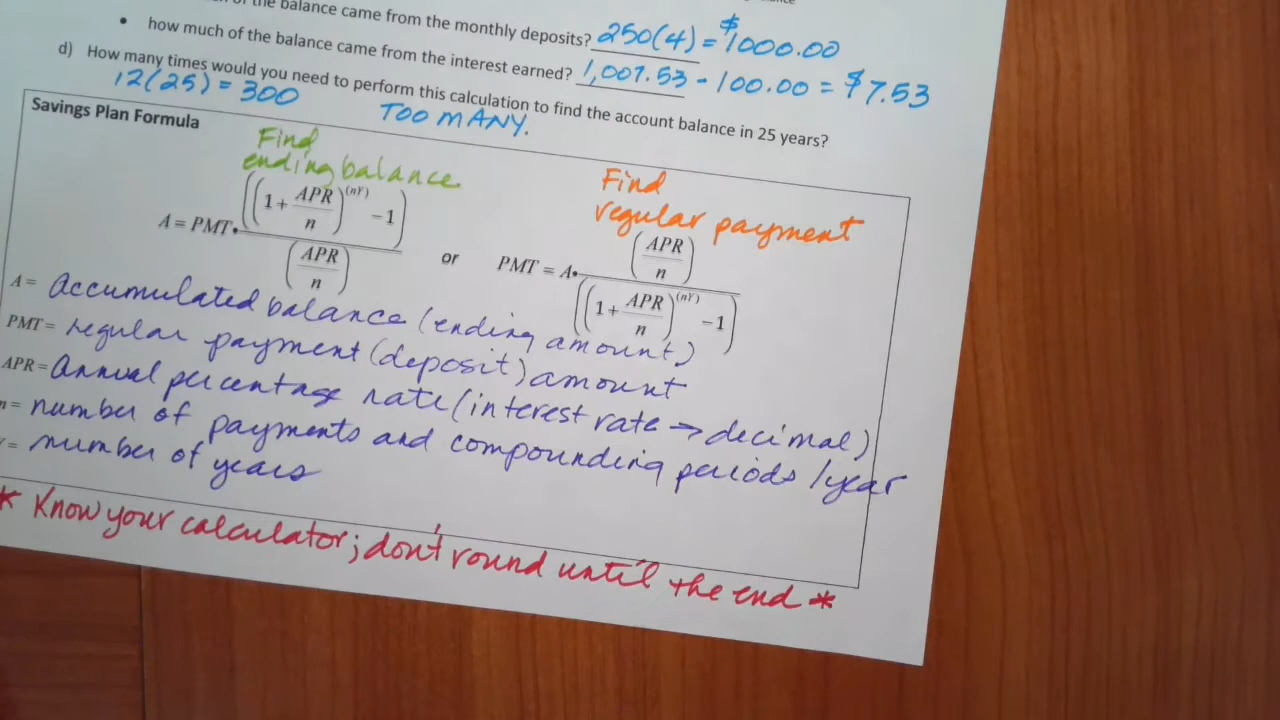 of the balance came from the monthly deposits? 250(4) = $1000.00
• how much of the balance came from the interest earned? 1,007.53 - 100.00 = $7.53
d) How many times would you need to perform this calculation to find the account balance in 25 years?
12(25) = 300 TOO MANY.
Savings Plan Formula
Find ending balance
Find regular payment
A = PMT • ((1 + APR/n)^(nY) − 1) / (APR/n) or PMT = A • (APR/n) / ((1 + APR/n)^(nY) − 1)
A = Accumulated balance (ending amount)
PMT = regular payment (deposit) amount
APR = Annual percentage rate (interest rate → decimal)
n = number of payments and compounding periods /year
Y = number of years
* Know your calculator; don't round until the end *